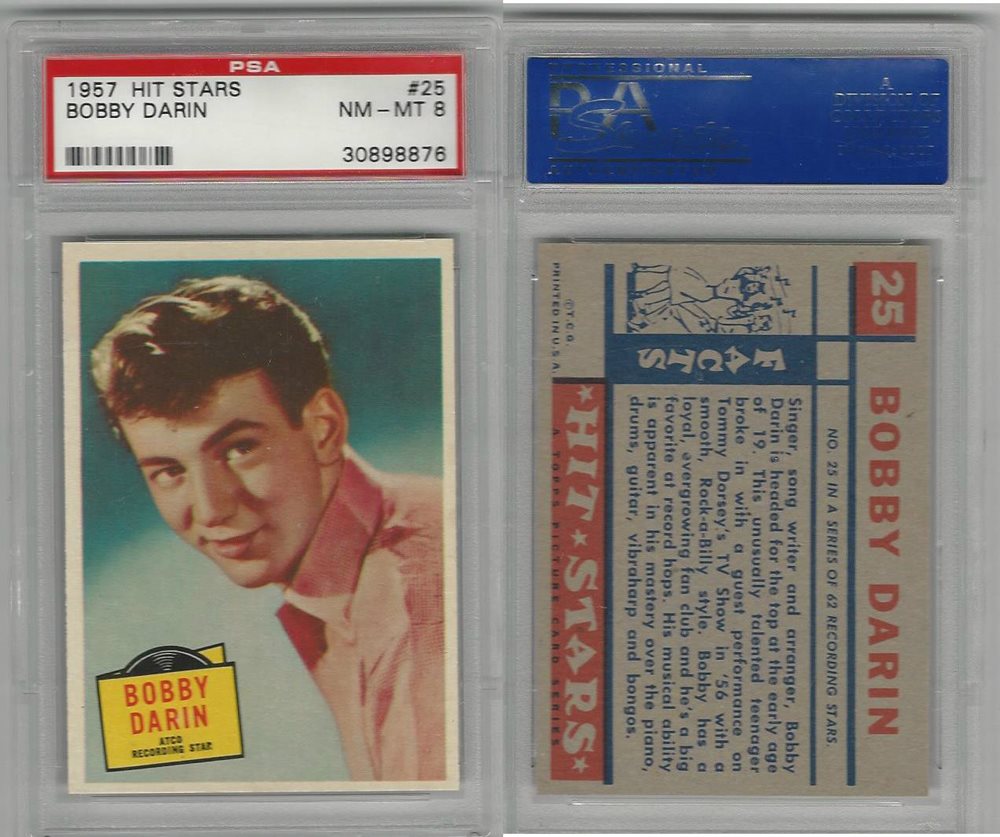 PSA
1957 HIT STARS #25
BOBBY DARIN NM - MT 8
30898876
BOBBY
DARIN
ATCO
RECORDING STAR
PROFESSIONAL
PSA
A
DIVISION OF
25
BOBBY DARIN
NO. 25 IN A SERIES OF 62 RECORDING STARS
FACTS
Singer, song writer and arranger, Bobby
Darin is headed for the top at the early age
of 19. This unusually talented teenager
broke in with a guest performance on
Tommy Dorsey's TV Show in '56 with a
smooth, Rock-a-Billy style. Bobby has a
loyal, evergrowing fan club and he's a big
favorite at record hops. His musical ability
is apparent in his mastery over the piano,
drums, guitar, vibraharp and bongos.
★HIT★STARS★
A TOPPS PICTURE CARD SERIES
©T.C.G.
PRINTED IN U.S.A.